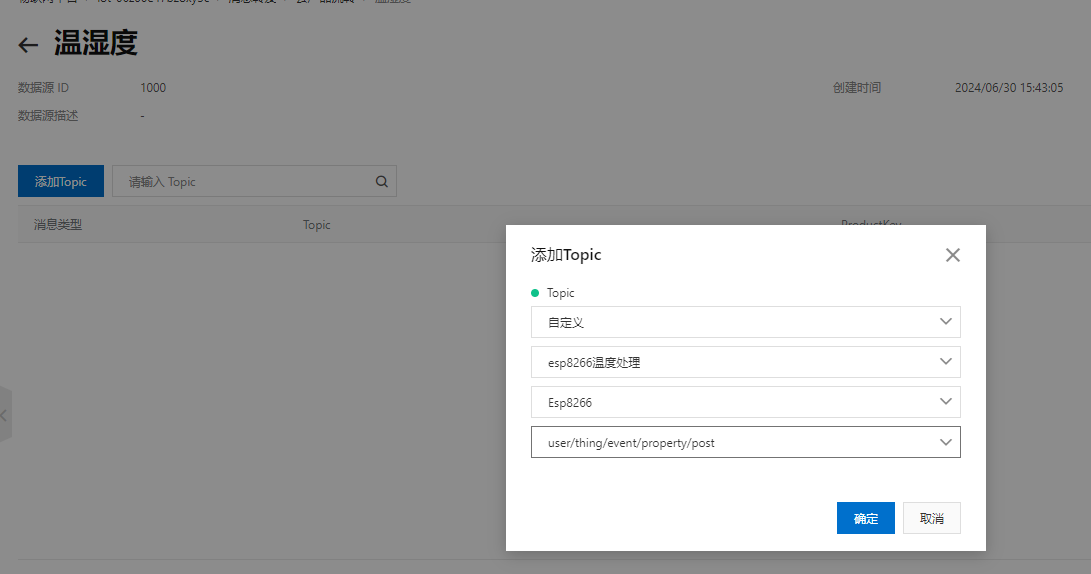 温湿度
数据源 ID 1000 创建时间 2024/06/30 15:43:05
数据源描述 -
添加Topic 请输入 Topic
消息类型 Topic ProductKey
添加Topic
Topic
自定义
esp8266温度处理
Esp8266
user/thing/event/property/post
确定 取消